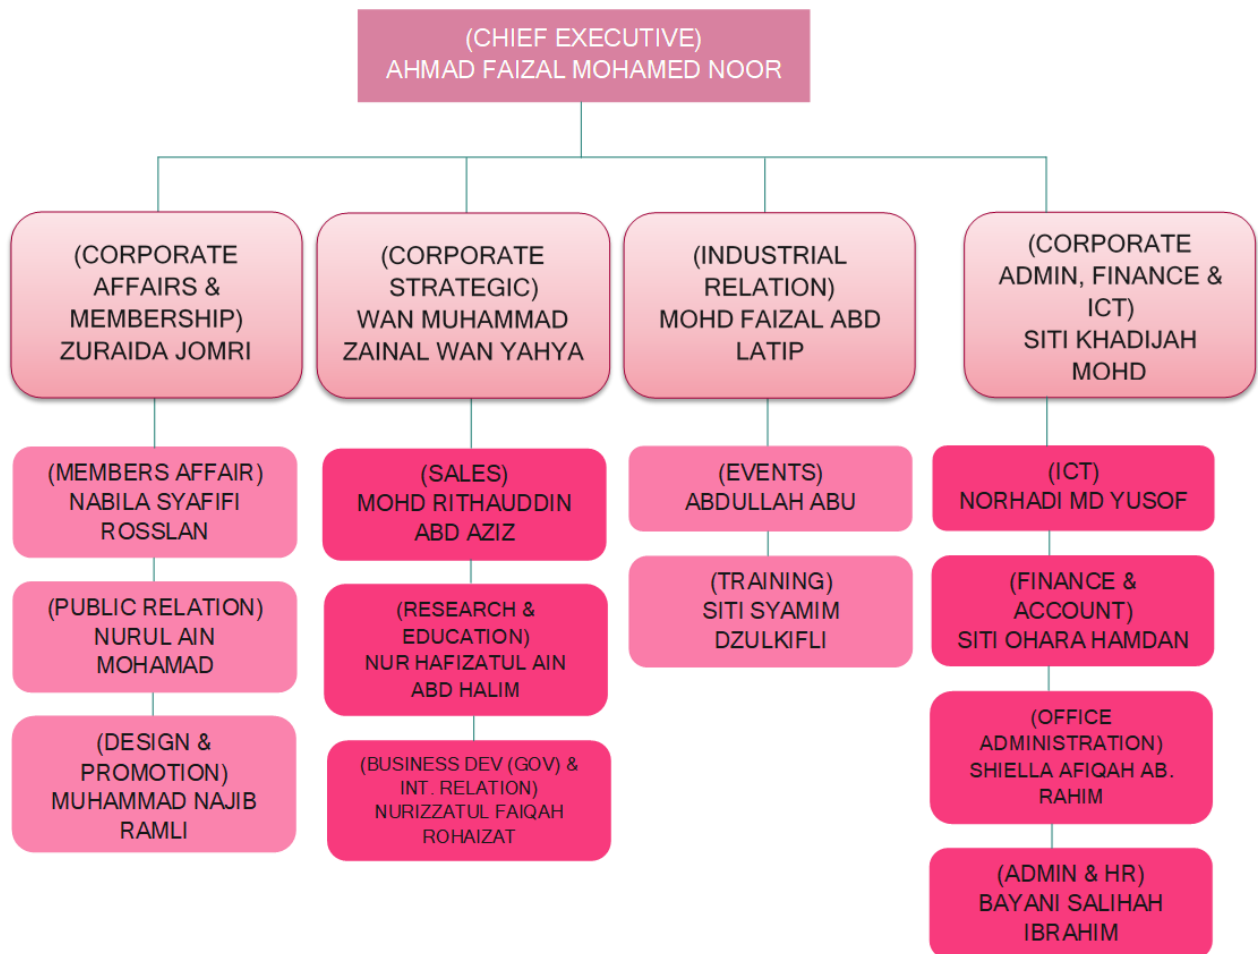 (CHIEF EXECUTIVE)
AHMAD FAIZAL MOHAMED NOOR
(CORPORATE
AFFAIRS &
MEMBERSHIP)
ZURAIDA JOMRI
(CORPORATE
STRATEGIC)
WAN MUHAMMAD
ZAINAL WAN YAHYA
(INDUSTRIAL
RELATION)
MOHD FAIZAL ABD
LATIP
(CORPORATE
ADMIN, FINANCE &
ICT)
SITI KHADIJAH
MOHD
(MEMBERS AFFAIR)
NABILA SYAFIFI
ROSSLAN
(PUBLIC RELATION)
NURUL AIN
MOHAMAD
(DESIGN &
PROMOTION)
MUHAMMAD NAJIB
RAMLI
(SALES)
MOHD RITHAUDDIN
ABD AZIZ
(RESEARCH &
EDUCATION)
NUR HAFIZATUL AIN
ABD HALIM
(BUSINESS DEV (GOV) &
INT. RELATION)
NURIZZATUL FAIQAH
ROHAIZAT
(EVENTS)
ABDULLAH ABU
(TRAINING)
SITI SYAMIM
DZULKIFLI
(ICT)
NORHADI MD YUSOF
(FINANCE &
ACCOUNT)
SITI OHARA HAMDAN
(OFFICE
ADMINISTRATION)
SHIELLA AFIQAH AB.
RAHIM
(ADMIN & HR)
BAYANI SALIHAH
IBRAHIM